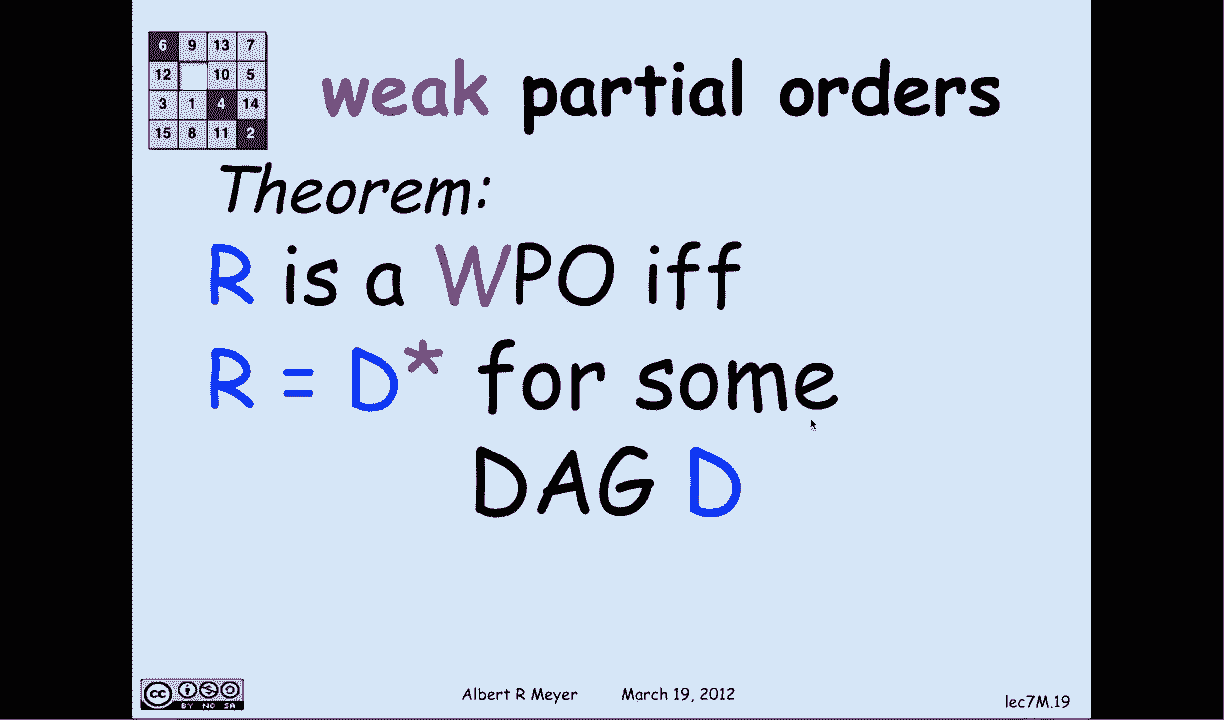 6 9 13 7
12 10 5
3 1 4 14
15 8 11 2
weak partial orders
Theorem:
R is a WPO iff
R = D* for some
DAG D
cc BY NC SA
Albert R Meyer March 19, 2012 lec7M.19